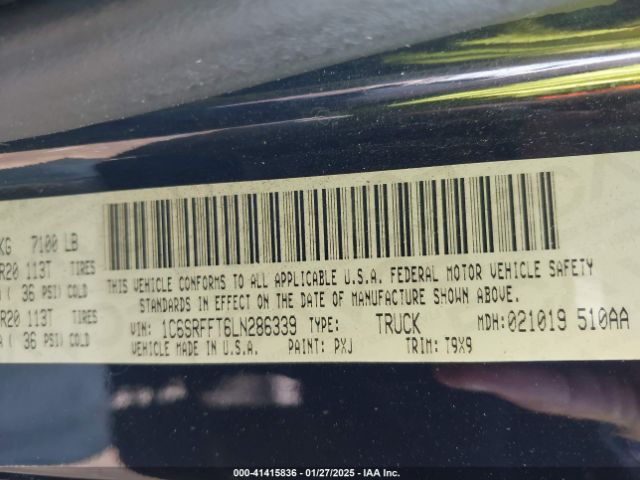 KG 7100 LB
R20 113T TIRES
( 36 PSI) COLD
R20 113T TIRES
( 36 PSI) COLD
THIS VEHICLE CONFORMS TO ALL APPLICABLE U.S.A. FEDERAL MOTOR VEHICLE SAFETY
STANDARDS IN EFFECT ON THE DATE OF MANUFACTURE SHOWN ABOVE.
VIN: 1C6SRFFT6LN286339 TYPE: TRUCK MDH:021019 510AA
VEHICLE MADE IN U.S.A. PAINT: PXJ TRIM: T9X9
000-41415836 | 01/27/2025 | IAA Inc.